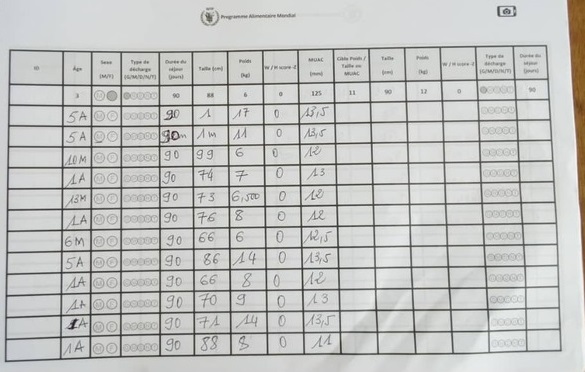 WFP
Programme Alimentaire Mondial
ID Âge Sexe (M/F) Type de décharge (G/M/D/N/T) Durée du séjour (jours) Taille (cm) Poids (kg) W / H score -Z MUAC (mm) Cible Poids / Taille ou MUAC Taille (cm) Poids (kg) W / H score -Z Type de décharge (G/M/D/N/T) Durée du séjour (jours)
3 M 90 88 6 0 125 11 90 12 0 90
5A M F G M D N T 90 1 17 0 13,5 G M D N T
5A M F G M D N T 90 1m 11 0 13,5 G M D N T
10M M F G M D N T 90 99 6 0 12 G M D N T
1A M F G M D N T 90 74 7 0 13 G M D N T
13M M F G M D N T 90 73 6,500 0 12 G M D N T
1A M F G M D N T 90 76 8 0 12 G M D N T
6M M F G M D N T 90 66 6 0 12,5 G M D N T
5A M F G M D N T 90 86 14 0 13,5 G M D N T
1A M F G M D N T 90 66 8 0 12 G M D N T
1A M F G M D N T 90 70 9 0 13 G M D N T
1A M F G M D N T 90 71 14 0 13,5 G M D N T
1A M F G M D N T 90 88 8 0 11 G M D N T